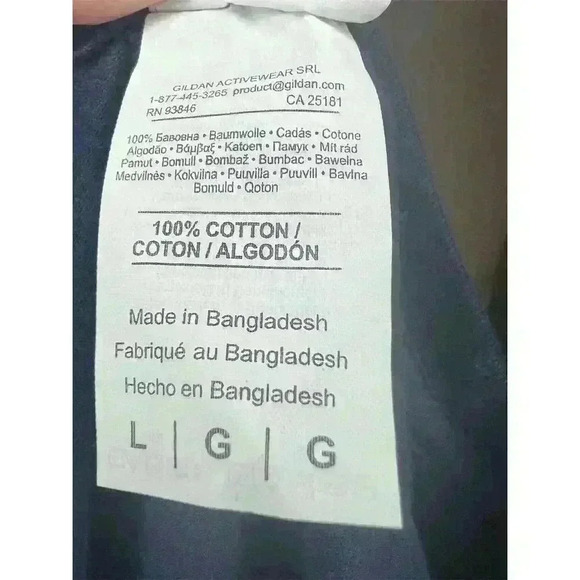 GILDAN ACTIVEWEAR SRL
1-877-445-3265 product@gildan.com
RN 93846 CA 25181
100% Бавовна • Baumwolle • Cadás • Cotone
Algodão • Βάμβαξ • Katoen • Памук • Mit rád
Pamut • Bomull • Bombaž • Bumbac • Bawełna
Medvilnės • Kokvilna • Puuvilla • Puuvill • Bavlna
Bomuld • Qoton
100% COTTON /
COTON / ALGODÓN
Made in Bangladesh
Fabriqué au Bangladesh
Hecho en Bangladesh
L | G | G